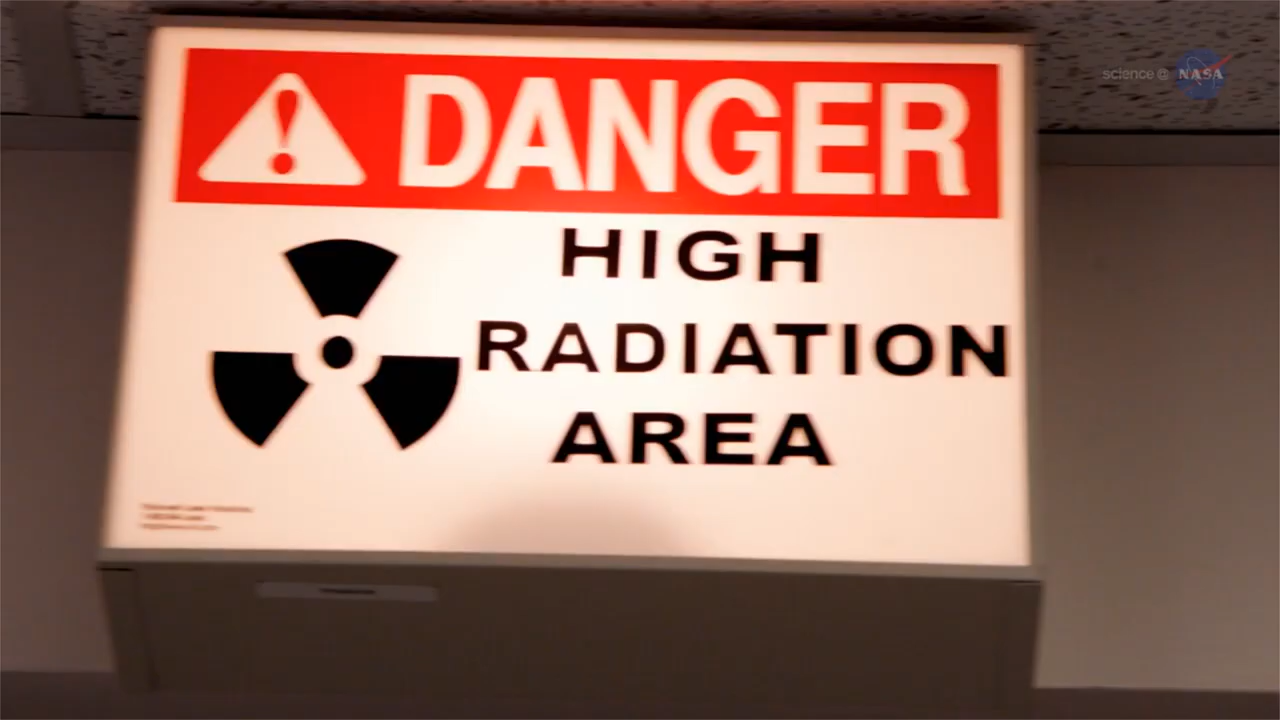 science@ NASA
DANGER
HIGH
RADIATION
AREA